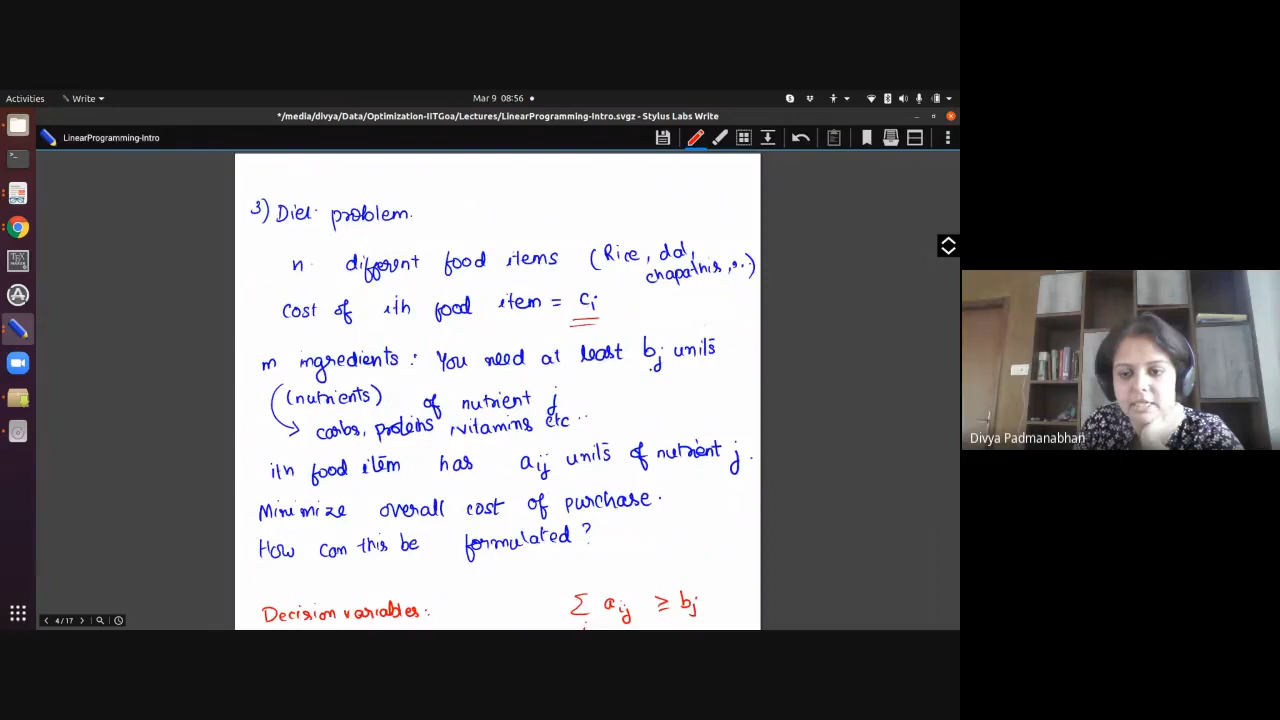 Activities
Write
Mar 9 08:56
*/media/divya/Data/Optimization-IITGoa/Lectures/LinearProgramming-Intro.svgz - Stylus Labs Write
LinearProgramming-Intro
3) Diet problem.
n different food items (Rice, dal,
chapathis, ...)
cost of ith food item = ci
m ingredients : You need at least bj units
(nutrients) of nutrient j
carbs, proteins, vitamins etc..
ith food item has aij units of nutrient j.
Minimize overall cost of purchase.
How can this be formulated?
Decision variables:
Σ aij ≥ bj
i
4/17
Divya Padmanabhan